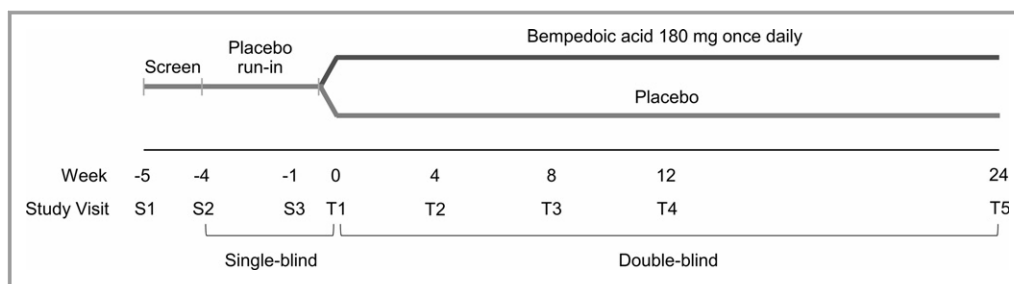 Bempedoic acid 180 mg once daily
Placebo
run-in
Screen
Placebo
Week -5 -4 -1 0 4 8 12 24
Study Visit S1 S2 S3 T1 T2 T3 T4 T5
Single-blind Double-blind